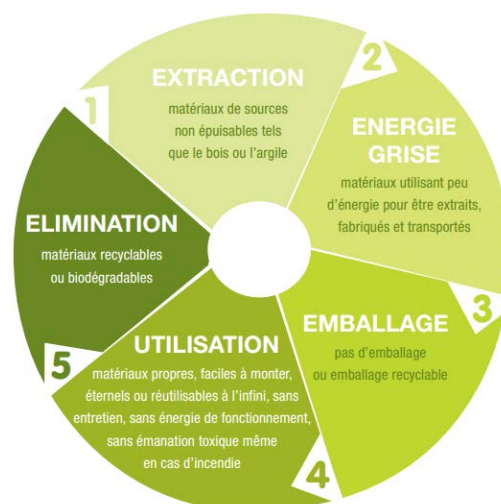 1
EXTRACTION
matériaux de sources
non épuisables tels
que le bois ou l'argile
2
ENERGIE
GRISE
matériaux utilisant peu
d'énergie pour être extraits,
fabriqués et transportés
3
EMBALLAGE
pas d'emballage
ou emballage recyclable
4
UTILISATION
matériaux propres, faciles à monter,
éternels ou réutilisables à l'infini, sans
entretien, sans énergie de fonctionnement,
sans émanation toxique même
en cas d'incendie
5
ELIMINATION
matériaux recyclables
ou biodégradables